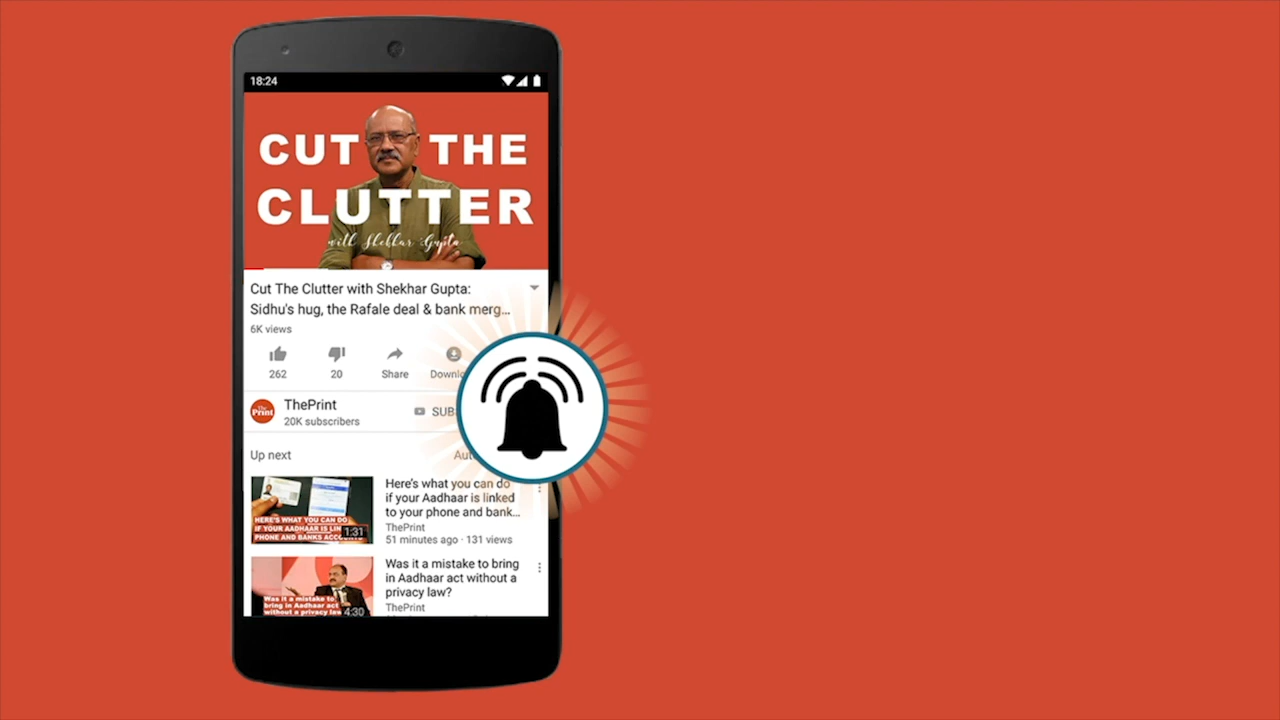 18:24
CUT THE
CLUTTER
with Shekhar Gupta
Cut The Clutter with Shekhar Gupta:
Sidhu's hug, the Rafale deal & bank merg...
6K views
262
20
Share
Downlo
The
Print
ThePrint
SUB
20K subscribers
Up next
Aut
Here's what you can do
if your Aadhaar is linked
to your phone and bank...
ThePrint
51 minutes ago · 131 views
HERE'S WHAT YOU CAN DO
IF YOUR AADHAAR IS LIN
PHONE AND BANKS ACCOUNTS
1:31
Was it a mistake to bring
in Aadhaar act without a
privacy law?
ThePrint
Was it a mistake to
bring in Aadhaar act
without a privacy law
4:30